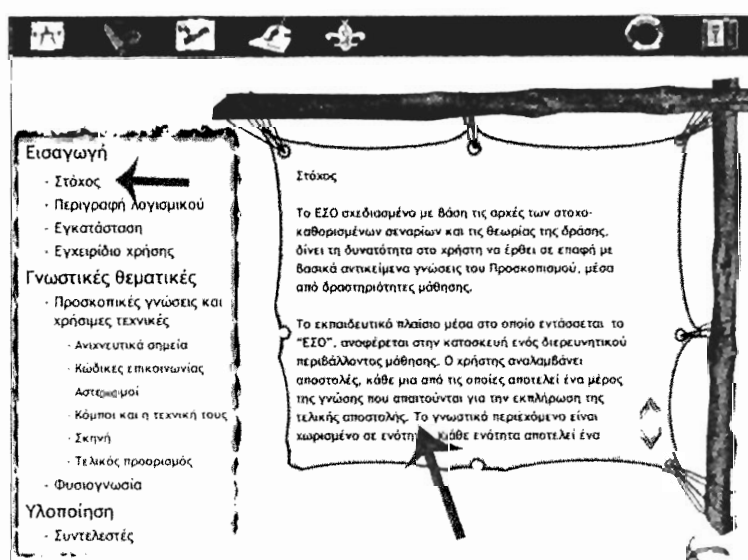 Εισαγωγή
- Στόχος
- Περιγραφή λογισμικού
- Εγκατάσταση
- Εγχειρίδιο χρήσης
Γνωστικές θεματικές
- Προσκοπικές γνώσεις και
χρήσιμες τεχνικές
- Ανιχνευτικά σημεία
- Κώδικες επικοινωνίας
Αστερισμοί
- Κόμποι και η τεχνική τους
- Σκηνή
- Τελικός προορισμός
- Φυσιογνωσία
Υλοποίηση
- Συντελεστές
Στόχος
Το ΕΣΟ σχεδιασμένο με βάση τις αρχές των στοχο-
καθορισμένων σεναρίων και τις θεωρίας της δράσης,
δίνει τη δυνατότητα στο χρήστη να έρθει σε επαφή με
βασικά αντικείμενα γνώσεις του Προσκοπισμού, μέσα
από δραστηριότητες μάθησης.
Το εκπαιδευτικό πλαίσιο μέσα στο οποίο εντάσσεται το
"ΕΣΟ", αναφέρεται στην κατασκευή ενός διερευνητικού
περιβάλλοντος μάθησης. Ο χρήστης αναλαμβάνει
αποστολές, κάθε μια από τις οποίες αποτελεί ένα μέρος
της γνώσης που απαιτούνται για την εκπλήρωση της
τελικής αποστολής. Το γνωστικό περιεχόμενο είναι
χωρισμένο σε Κάθε ενότητα αποτελεί ένα